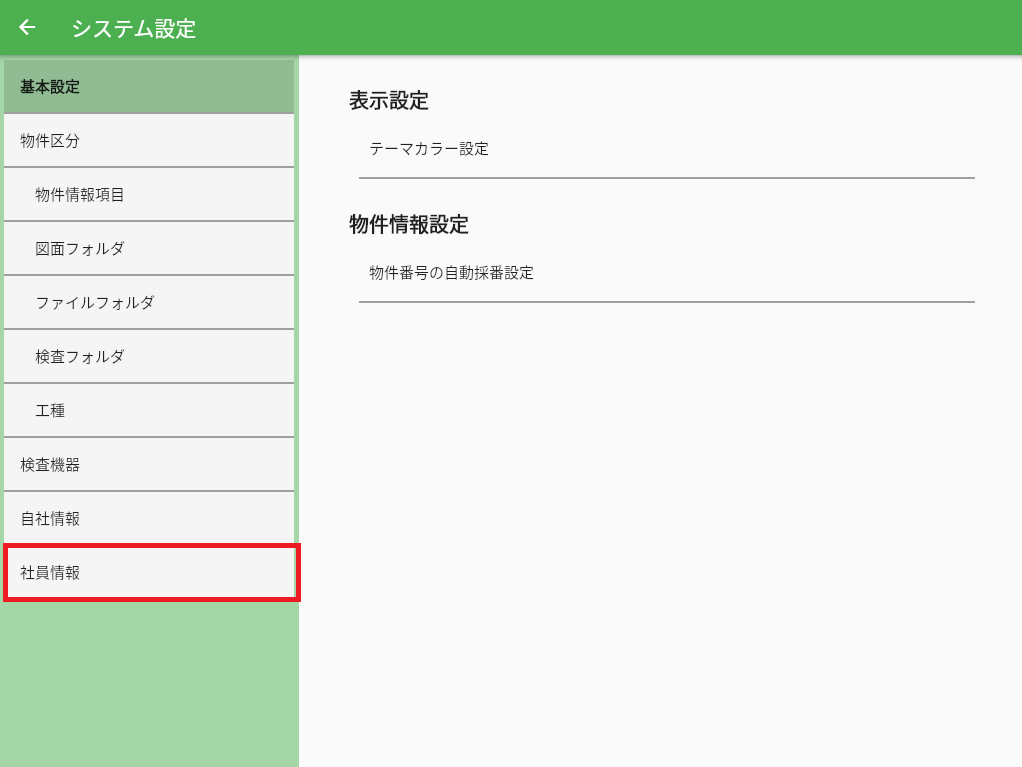 システム設定
基本設定
物件区分
物件情報項目
図面フォルダ
ファイルフォルダ
検査フォルダ
工種
検査機器
自社情報
社員情報
表示設定
テーマカラー設定
物件情報設定
物件番号の自動採番設定